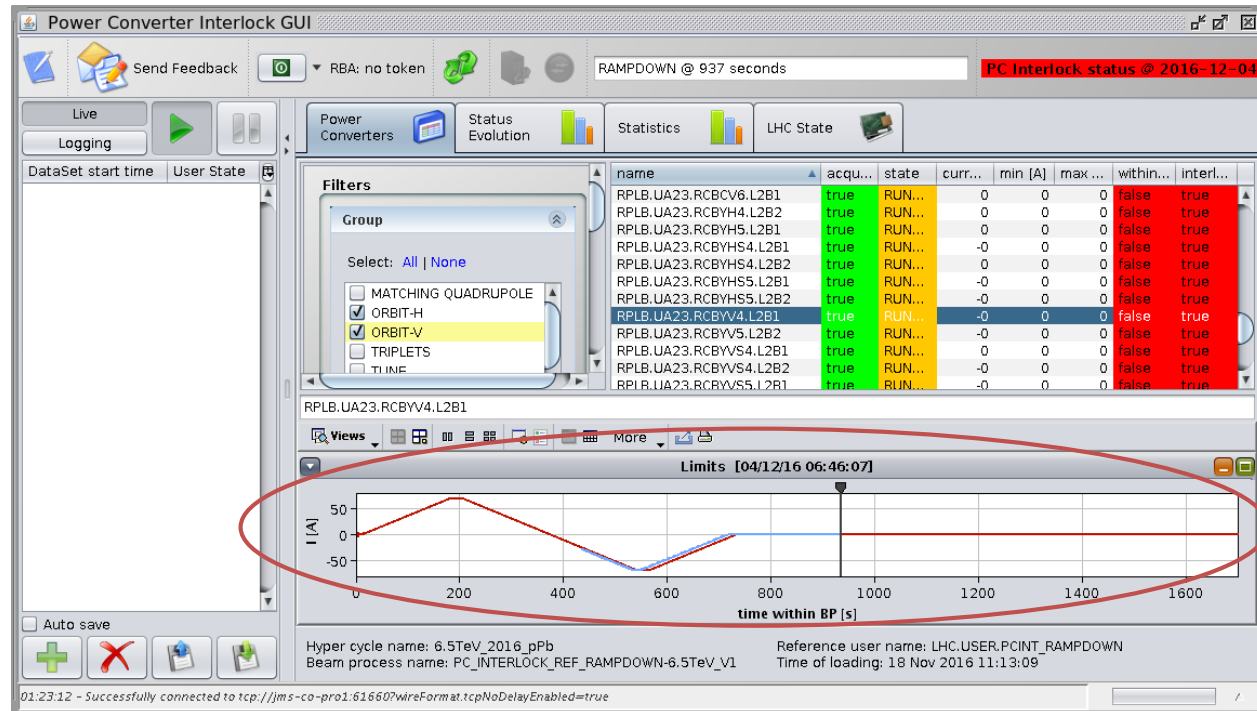 Power Converter Interlock GUI
Send Feedback
RBA: no token
RAMPDOWN @ 937 seconds
PC Interlock status @ 2016-12-04
Live
Logging
Power Converters
Status Evolution
Statistics
LHC State
DataSet start time User State
Filters
Group
Select: All | None
MATCHING QUADRUPOLE
ORBIT-H
ORBIT-V
TRIPLETS
TUNE
name acqu... state curr... min [A] max ... within... interl...
RPLB.UA23.RCBCV6.L2B1 true RUN... 0 0 0 false true
RPLB.UA23.RCBYH4.L2B2 true RUN... 0 0 0 false true
RPLB.UA23.RCBYH5.L2B1 true RUN... 0 0 0 false true
RPLB.UA23.RCBYHS4.L2B1 true RUN... -0 0 0 false true
RPLB.UA23.RCBYHS4.L2B2 true RUN... 0 0 0 false true
RPLB.UA23.RCBYHS5.L2B1 true RUN... -0 0 0 false true
RPLB.UA23.RCBYHS5.L2B2 true RUN... -0 0 0 false true
RPLB.UA23.RCBYV4.L2B1 true RUN... -0 0 0 false true
RPLB.UA23.RCBYV5.L2B2 true RUN... -0 0 0 false true
RPLB.UA23.RCBYVS4.L2B1 true RUN... 0 0 0 false true
RPLB.UA23.RCBYVS4.L2B2 true RUN... -0 0 0 false true
RPLB.UA23.RCBYVS5.L2B1 true RUN... -0 0 0 false true
RPLB.UA23.RCBYV4.L2B1
Views More
Limits [04/12/16 06:46:07]
I [A]
50
0
-50
0 200 400 600 800 1000 1200 1400 1600
time within BP [s]
Auto save
Hyper cycle name: 6.5TeV_2016_pPb
Beam process name: PC_INTERLOCK_REF_RAMPDOWN-6.5TeV_V1
Reference user name: LHC.USER.PCINT_RAMPDOWN
Time of loading: 18 Nov 2016 11:13:09
01:23:12 - Successfully connected to tcp://jms-co-pro1:61660?wireFormat.tcpNoDelayEnabled=true